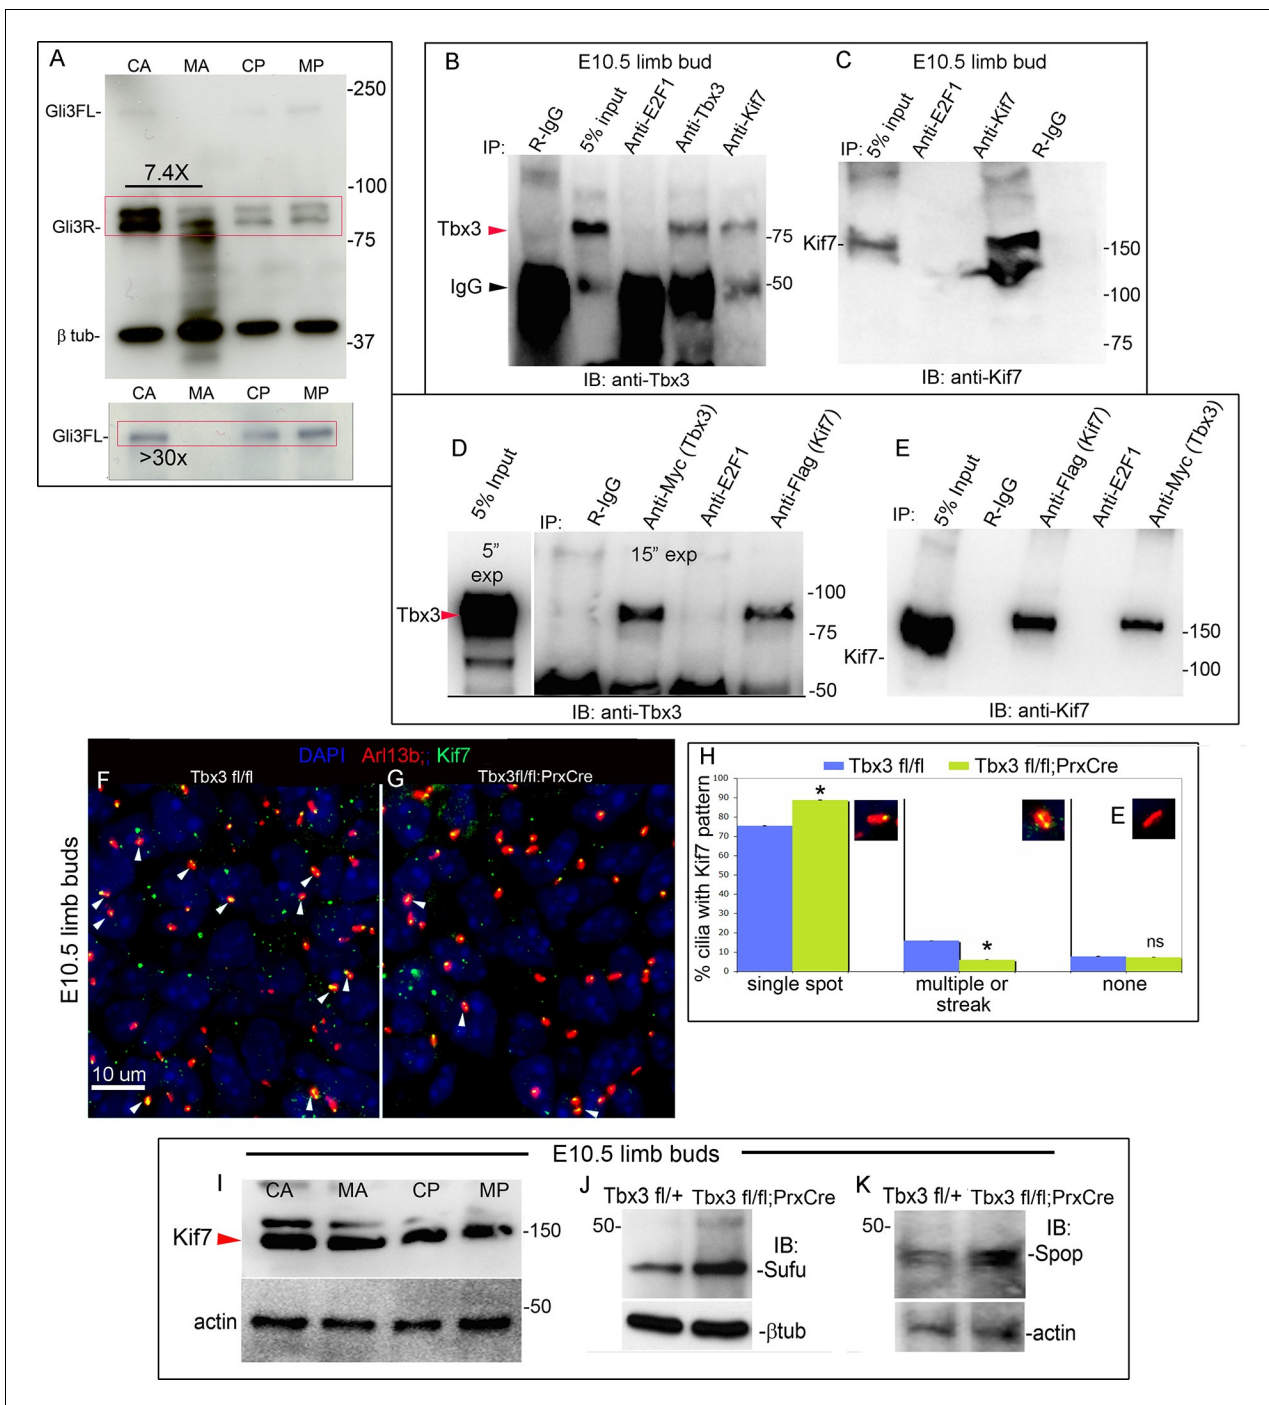 A
CA MA CP MP
-250
Gli3FL-
-100
7.4X
Gli3R-
-75
β tub-
-37
CA MA CP MP
Gli3FL-
>30x
B
E10.5 limb bud
IP: R-IgG 5% input Anti-E2F1 Anti-Tbx3 Anti-Kif7
Tbx3
-75
IgG
-50
IB: anti-Tbx3
C
E10.5 limb bud
IP: 5% input Anti-E2F1 Anti-Kif7 R-IgG
Kif7-
-150
-100
-75
IB: anti-Kif7
D
5% Input
IP: R-IgG Anti-Myc (Tbx3) Anti-E2F1 Anti-Flag (Kif7)
5”
exp
15” exp
-100
Tbx3
-75
-50
IB: anti-Tbx3
E
IP: 5% Input R-IgG Anti-Flag (Kif7) Anti-E2F1 Anti-Myc (Tbx3)
-150
Kif7-
-100
IB: anti-Kif7
DAPI Arl13b;; Kif7
F
Tbx3 fl/fl
G
Tbx3fl/fl:PrxCre
E10.5 limb buds
10 um
H
Tbx3 fl/fl Tbx3 fl/fl;PrxCre
% cilia with Kif7 pattern
100
90
80
70
60
50
40
30
20
10
0
*
*
E
ns
single spot
multiple or
streak
none
E10.5 limb buds
I
CA MA CP MP
Kif7
-150
-50
actin
J
Tbx3 fl/+ Tbx3 fl/fl;PrxCre
50-
IB:
-Sufu
-βtub
K
Tbx3 fl/+ Tbx3 fl/fl;PrxCre
50-
IB:
-Spop
-actin